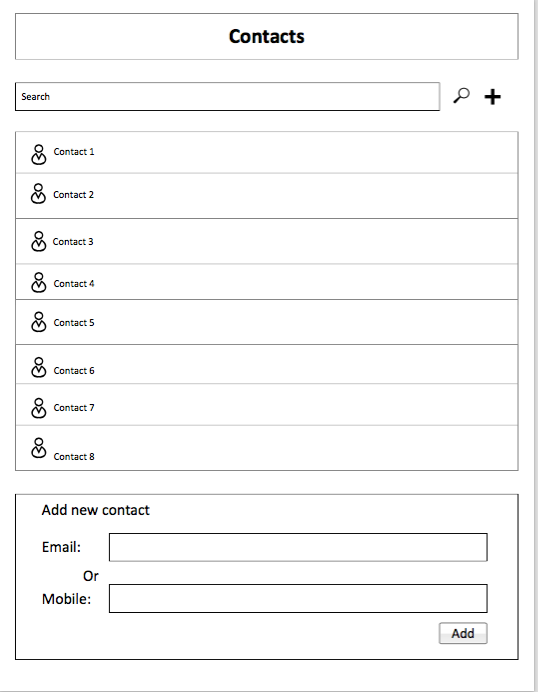 Contacts
Search
Contact 1
Contact 2
Contact 3
Contact 4
Contact 5
Contact 6
Contact 7
Contact 8
Add new contact
Email:
Or
Mobile:
Add